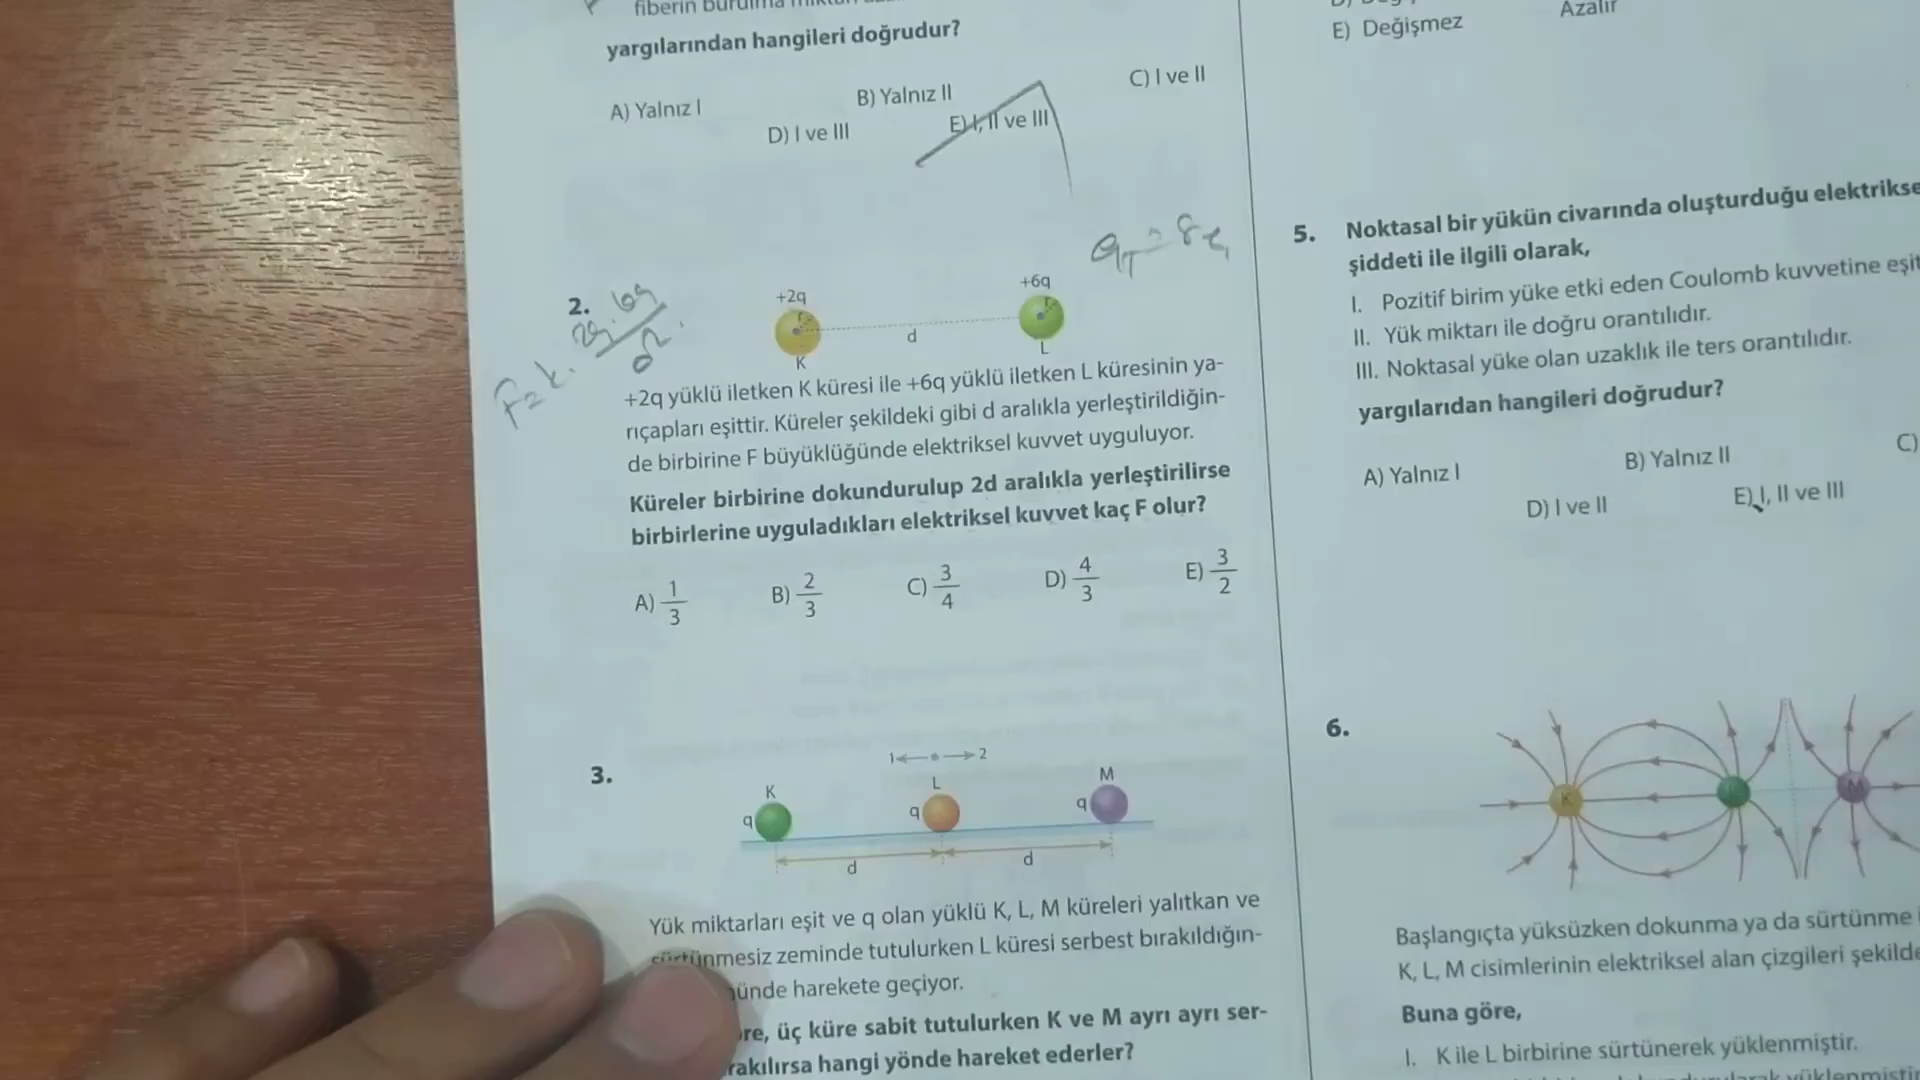 fiberin burulma
yargılarından hangileri doğrudur?
A) Yalnız I
B) Yalnız II
C) I ve II
D) I ve III
E) I, II ve III
2.
+2q
+6q
r
r
d
K
L
+2q yüklü iletken K küresi ile +6q yüklü iletken L küresinin ya-
rıçapları eşittir. Küreler şekildeki gibi d aralıkla yerleştirildiğin-
de birbirine F büyüklüğünde elektriksel kuvvet uyguluyor.
Küreler birbirine dokundurulup 2d aralıkla yerleştirilirse
birbirlerine uyguladıkları elektriksel kuvvet kaç F olur?
A) 1/3
B) 2/3
C) 3/4
D) 4/3
E) 3/2
3.
1
2
K
L
M
q
q
q
d
d
Yük miktarları eşit ve q olan yüklü K, L, M küreleri yalıtkan ve
sürtünmesiz zeminde tutulurken L küresi serbest bırakıldığın-
harekete geçiyor.
üç küre sabit tutulurken K ve M ayrı ayrı ser-
hangi yönde hareket ederler?
E) Değişmez
Azalır
5.
Noktasal bir yükün civarında oluşturduğu elektrikse
şiddeti ile ilgili olarak,
I. Pozitif birim yüke etki eden Coulomb kuvvetine eşit
II. Yük miktarı ile doğru orantılıdır.
III. Noktasal yüke olan uzaklık ile ters orantılıdır.
yargılarıdan hangileri doğrudur?
A) Yalnız I
B) Yalnız II
C)
D) I ve II
E) I, II ve III
6.
K
M
Başlangıçta yüksüzken dokunma ya da sürtünme
K, L, M cisimlerinin elektriksel alan çizgileri şekilde
Buna göre,
I. K ile L birbirine sürtünerek yüklenmiştir.